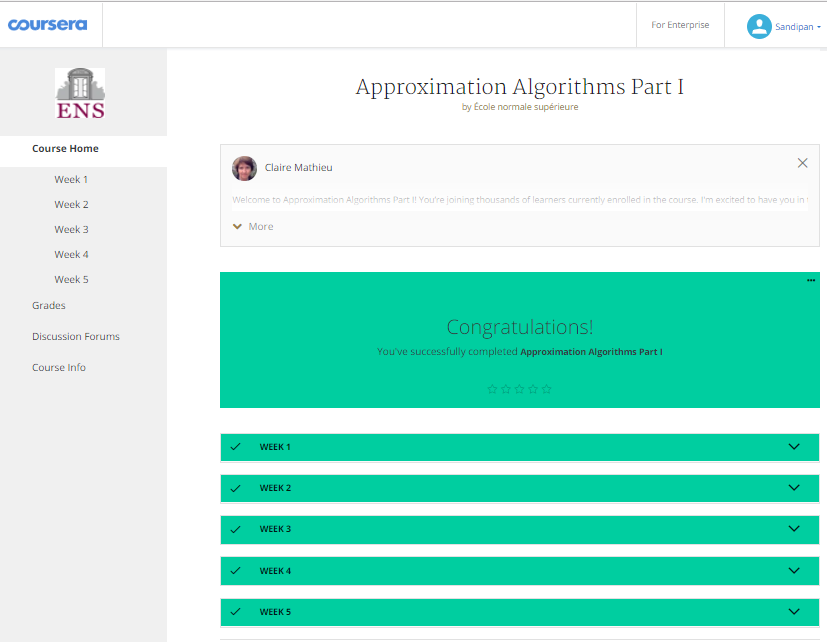 coursera
For Enterprise
Sandipan
ENS
Course Home
Week 1
Week 2
Week 3
Week 4
Week 5
Grades
Discussion Forums
Course Info
Approximation Algorithms Part I
by École normale supérieure
Claire Mathieu
Welcome to Approximation Algorithms Part I! You're joining thousands of learners currently enrolled in the course. I'm excited to have you in
More
Congratulations!
You've successfully completed Approximation Algorithms Part I
WEEK 1
WEEK 2
WEEK 3
WEEK 4
WEEK 5